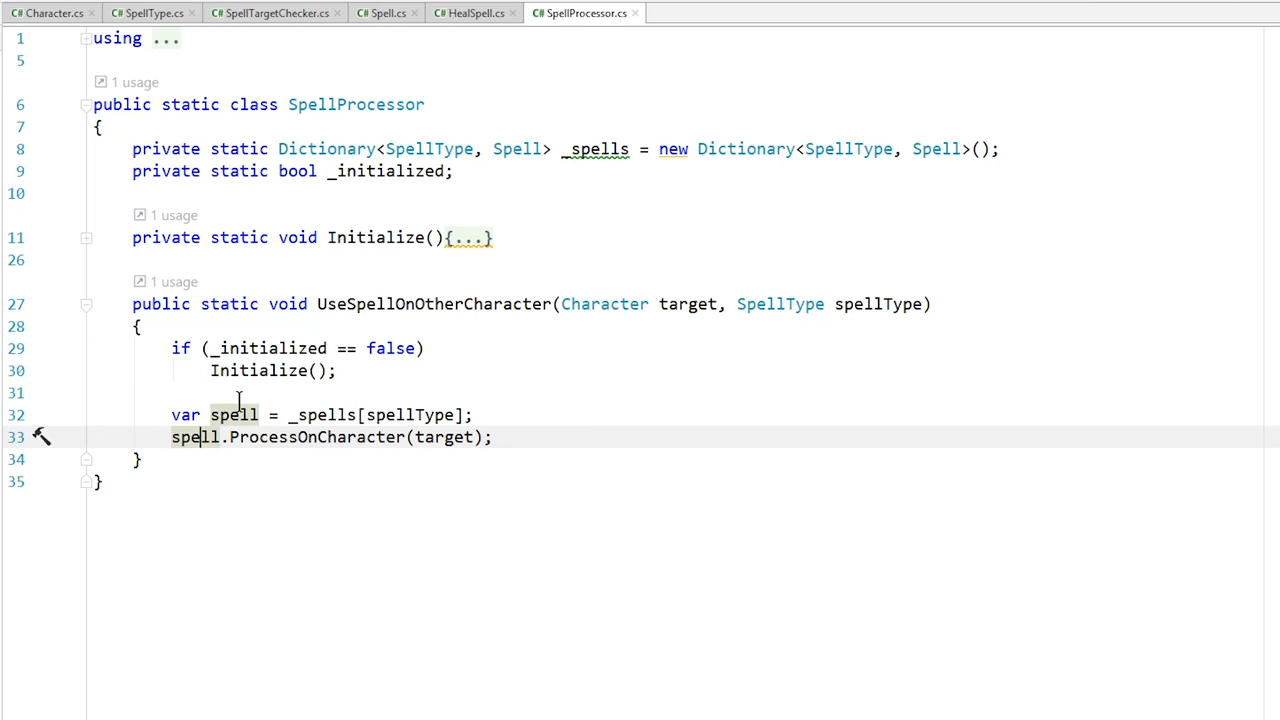 C# Character.cs × C# SpellType.cs × C# SpellTargetChecker.cs × C# Spell.cs × C# HealSpell.cs × C# SpellProcessor.cs ×
1 using ...
5
1 usage
6 public static class SpellProcessor
7 {
8 private static Dictionary<SpellType, Spell> _spells = new Dictionary<SpellType, Spell>();
9 private static bool _initialized;
10
1 usage
11 private static void Initialize(){...}
26
1 usage
27 public static void UseSpellOnOtherCharacter(Character target, SpellType spellType)
28 {
29 if (_initialized == false)
30 Initialize();
31
32 var spell = _spells[spellType];
33 spell.ProcessOnCharacter(target);
34 }
35 }